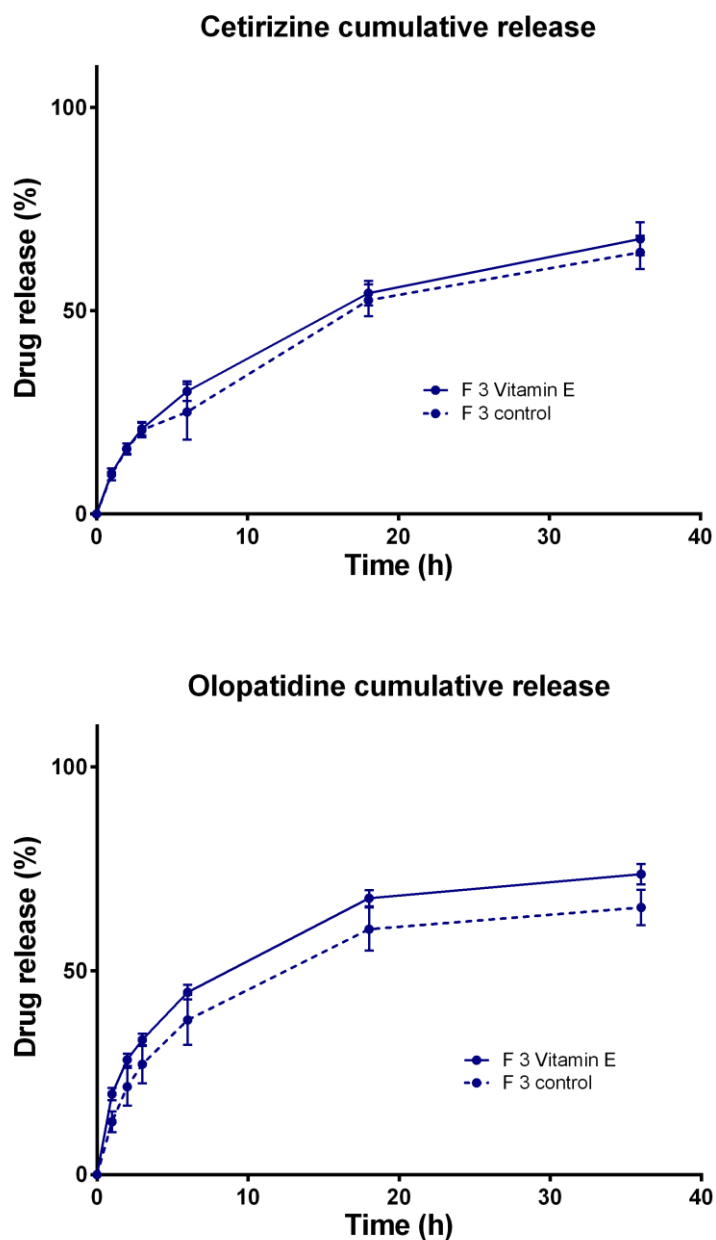 Cetirizine cumulative release
100
50
0
Drug release (%)
F 3 Vitamin E
F 3 control
0 10 20 30 40
Time (h)
Olopatidine cumulative release
100
50
0
Drug release (%)
F 3 Vitamin E
F 3 control
0 10 20 30 40
Time (h)